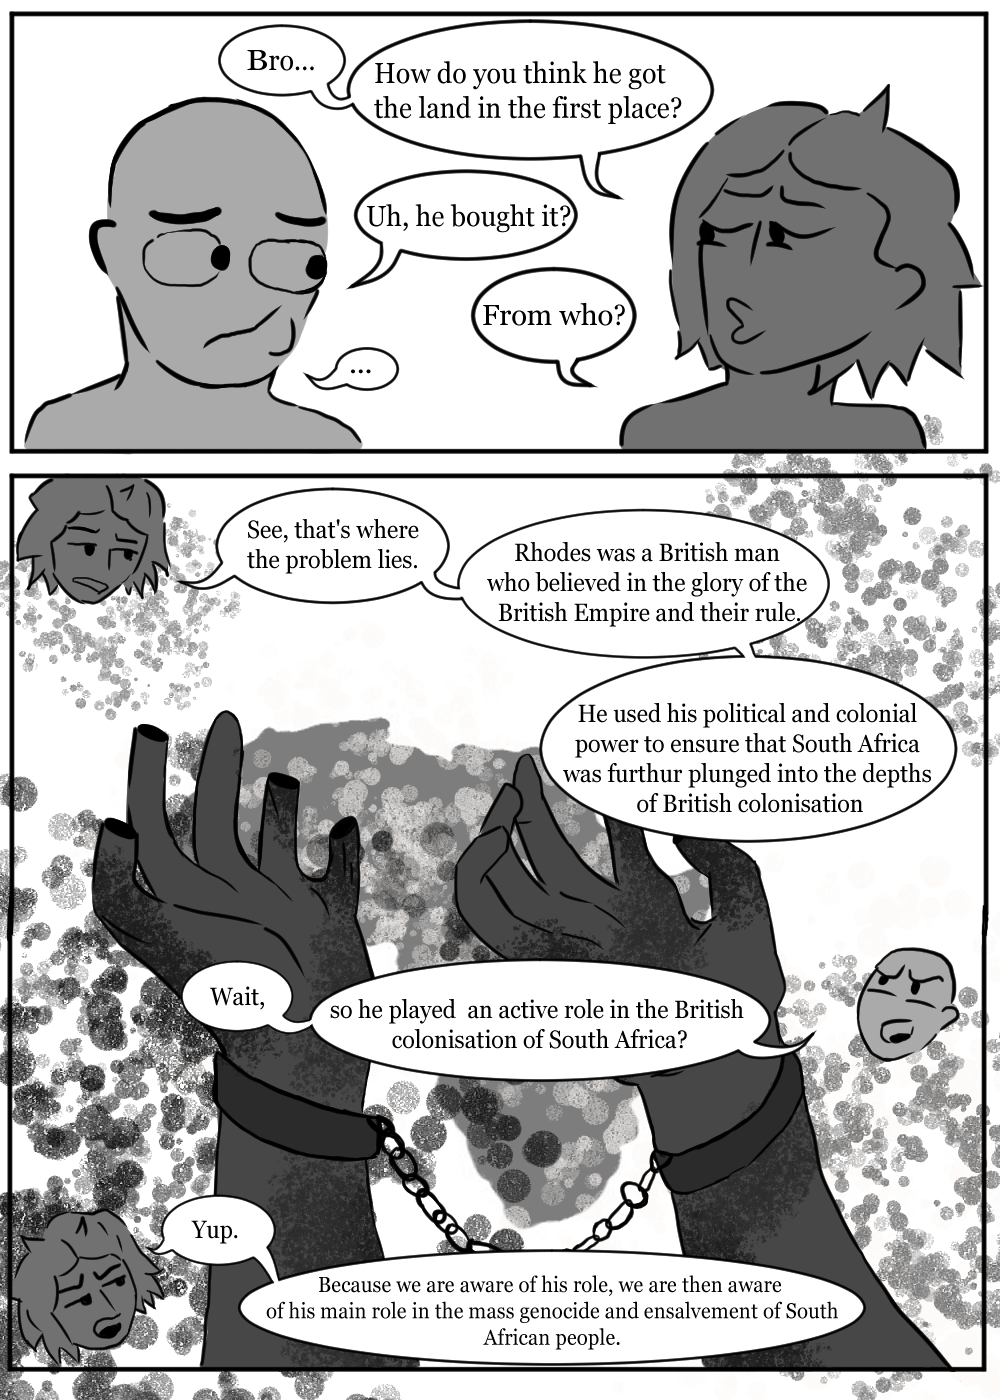 Bro...
How do you think he got
the land in the first place?
Uh, he bought it?
From who?
...
See, that's where
the problem lies.
Rhodes was a British man
who believed in the glory of the
British Empire and their rule.
He used his political and colonial
power to ensure that South Africa
was furthur plunged into the depths
of British colonisation
Wait,
so he played  an active role in the British
colonisation of South Africa?
Yup.
Because we are aware of his role, we are then aware
of his main role in the mass genocide and ensalvement of South
African people.